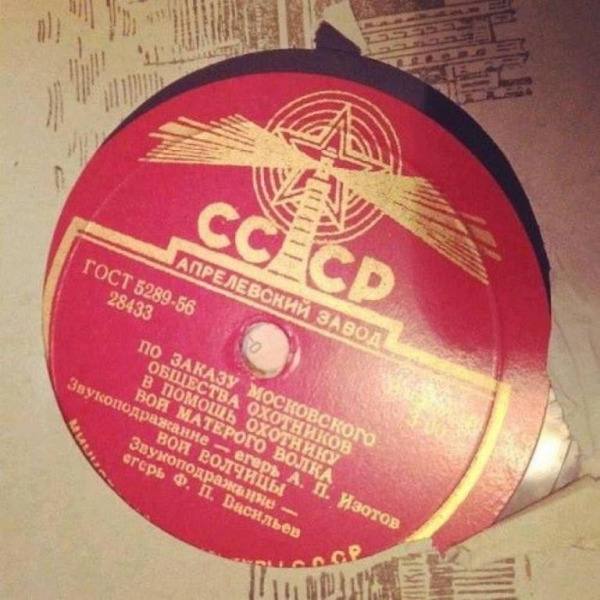 СССР
АПРЕЛЕВСКИЙ ЗАВОД
ГОСТ 5289-56
28433
ПО ЗАКАЗУ МОСКОВСКОГО
ОБЩЕСТВА ОХОТНИКОВ
В ПОМОЩЬ ОХОТНИКУ
ВОЙ МАТЕРОГО ВОЛКА
Звукоподражание — егерь А. П. Изотов
ВОЙ ВОЛЧИЦЫ
Звукоподражание —
егерь Ф. П. Васильев
СССР